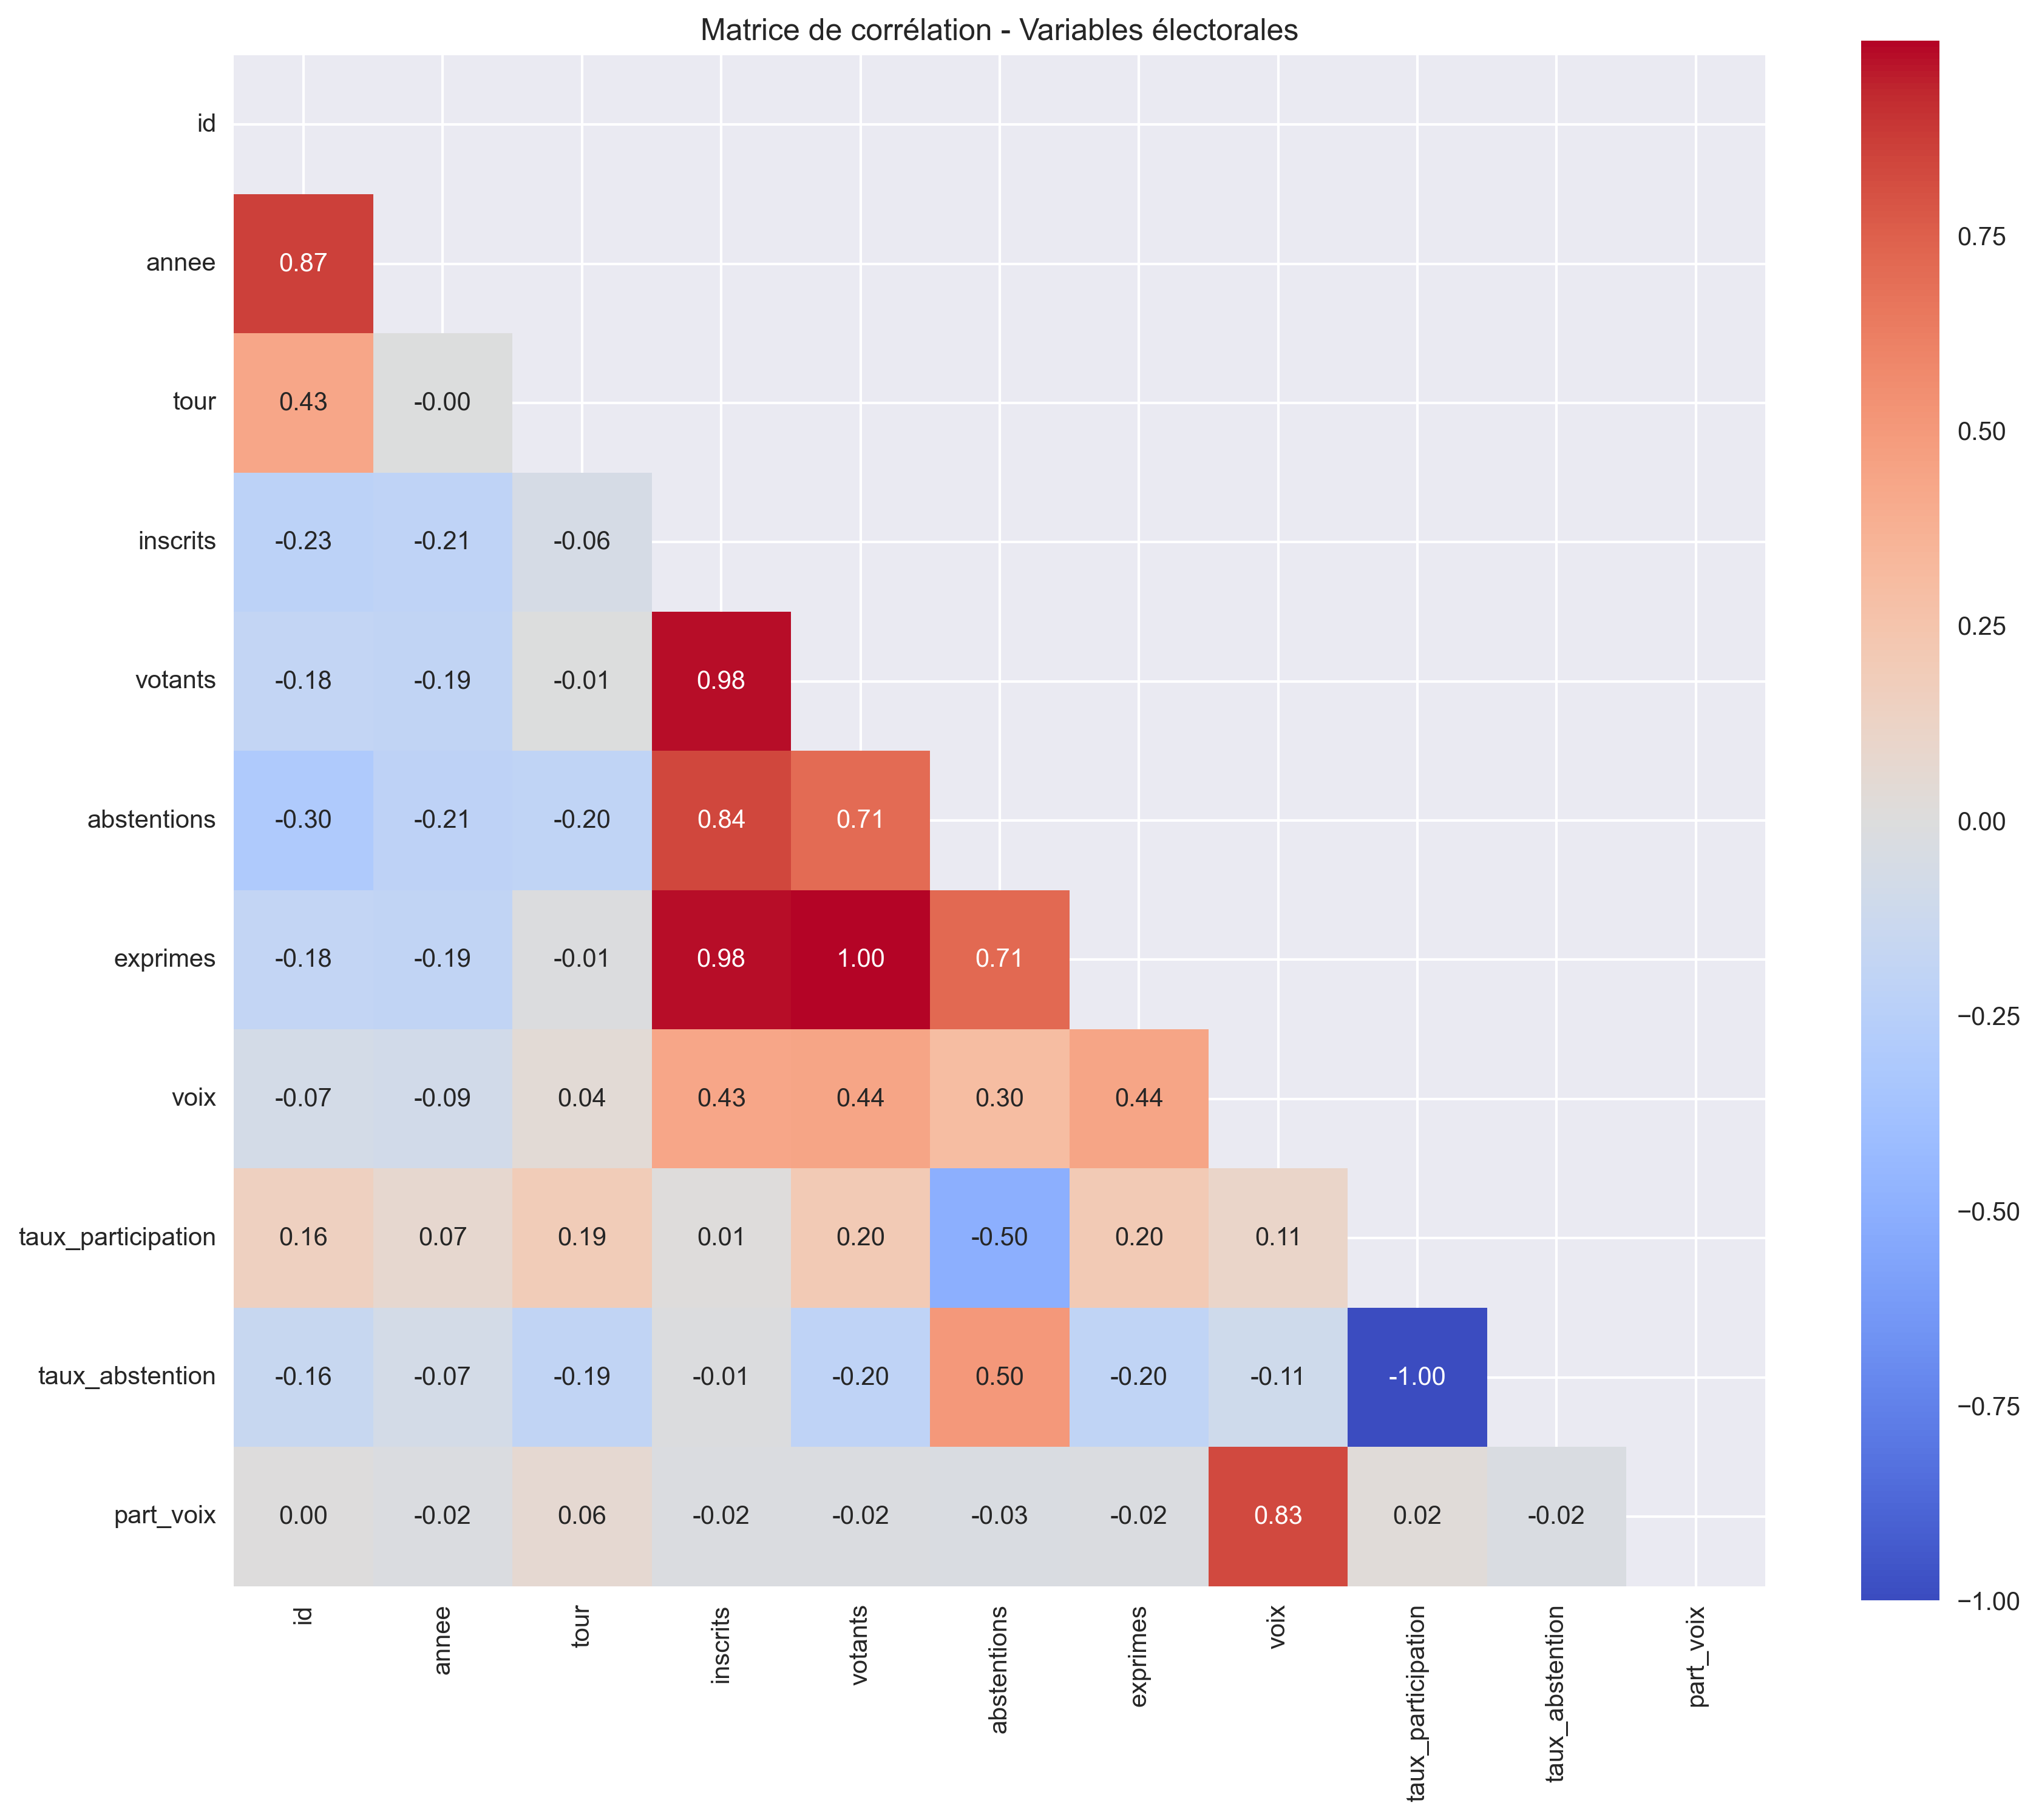 Matrice de corrélation - Variables électorales
id
annee 0.87
tour 0.43 -0.00
inscrits -0.23 -0.21 -0.06
votants -0.18 -0.19 -0.01 0.98
abstentions -0.30 -0.21 -0.20 0.84 0.71
exprimes -0.18 -0.19 -0.01 0.98 1.00 0.71
voix -0.07 -0.09 0.04 0.43 0.44 0.30 0.44
taux_participation 0.16 0.07 0.19 0.01 0.20 -0.50 0.20 0.11
taux_abstention -0.16 -0.07 -0.19 -0.01 -0.20 0.50 -0.20 -0.11 -1.00
part_voix 0.00 -0.02 0.06 -0.02 -0.02 -0.03 -0.02 0.83 0.02 -0.02
id annee tour inscrits votants abstentions exprimes voix taux_participation taux_abstention part_voix
0.75
0.50
0.25
0.00
−0.25
−0.50
−0.75
−1.00